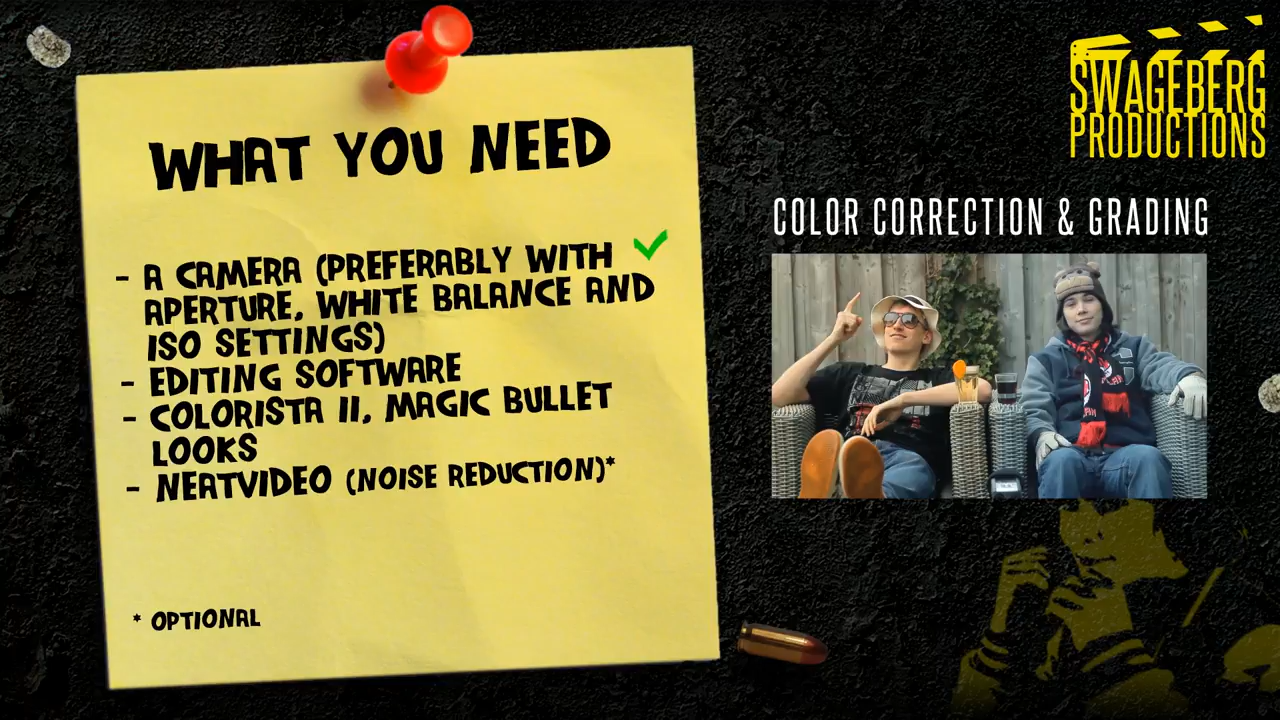 WHAT YOU NEED
- A CAMERA (PREFERABLY WITH
APERTURE, WHITE BALANCE AND
ISO SETTINGS)
- EDITING SOFTWARE
- COLORISTA II, MAGIC BULLET
LOOKS
- NEATVIDEO (NOISE REDUCTION)*
* OPTIONAL
SWAGEBERG
PRODUCTIONS
COLOR CORRECTION & GRADING